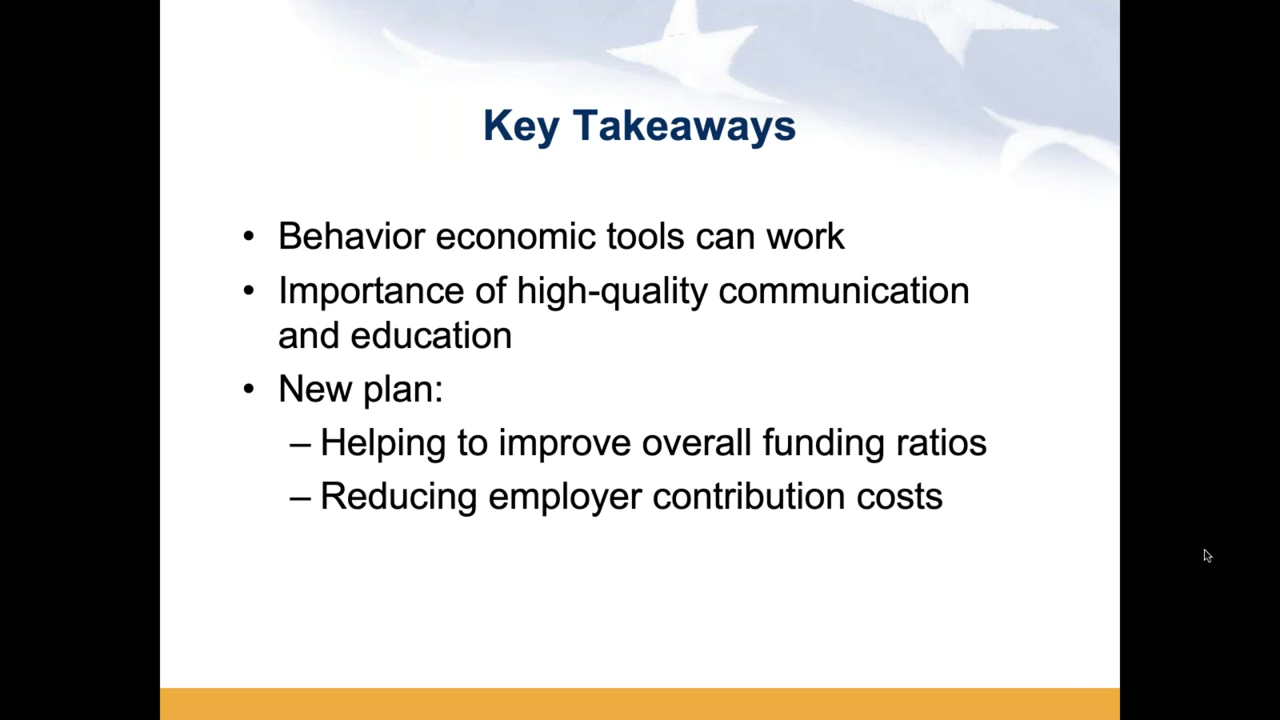 Key Takeaways
• Behavior economic tools can work
• Importance of high-quality communication
and education
• New plan:
– Helping to improve overall funding ratios
– Reducing employer contribution costs